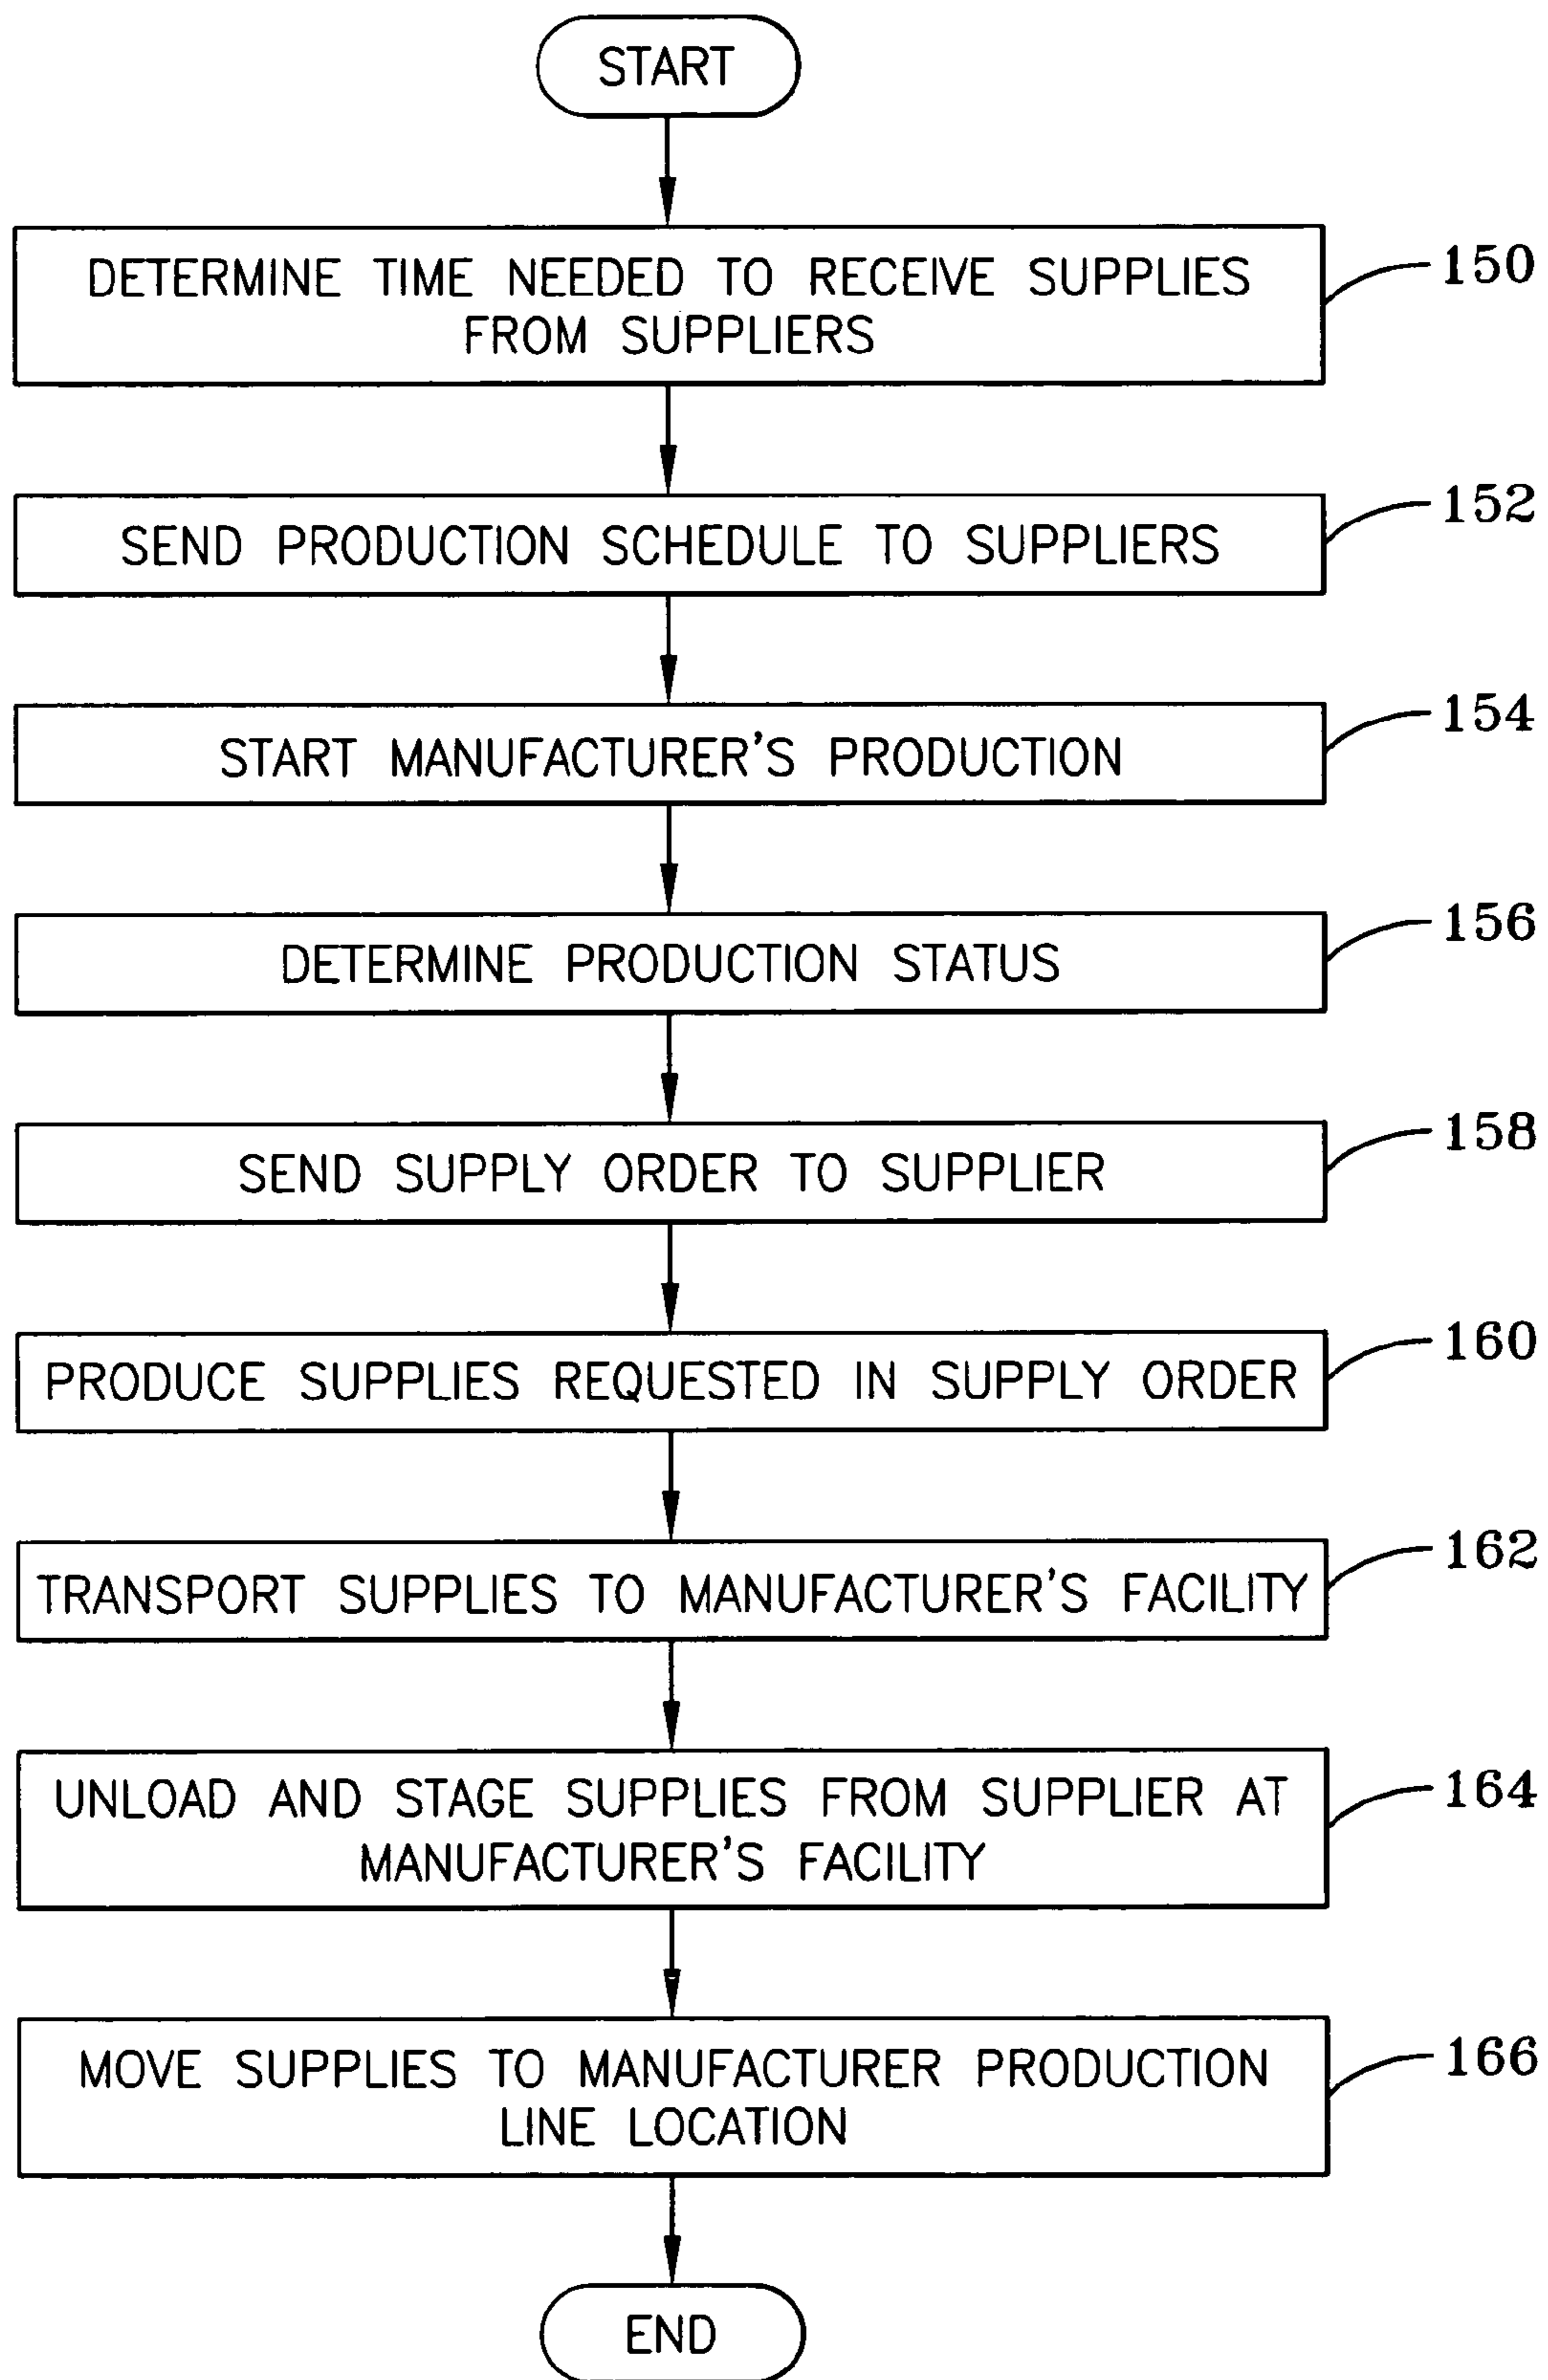 START
DETERMINE TIME NEEDED TO RECEIVE SUPPLIES
FROM SUPPLIERS
150
SEND PRODUCTION SCHEDULE TO SUPPLIERS
152
START MANUFACTURER'S PRODUCTION
154
DETERMINE PRODUCTION STATUS
156
SEND SUPPLY ORDER TO SUPPLIER
158
PRODUCE SUPPLIES REQUESTED IN SUPPLY ORDER
160
TRANSPORT SUPPLIES TO MANUFACTURER'S FACILITY
162
UNLOAD AND STAGE SUPPLIES FROM SUPPLIER AT
MANUFACTURER'S FACILITY
164
MOVE SUPPLIES TO MANUFACTURER PRODUCTION
LINE LOCATION
166
END